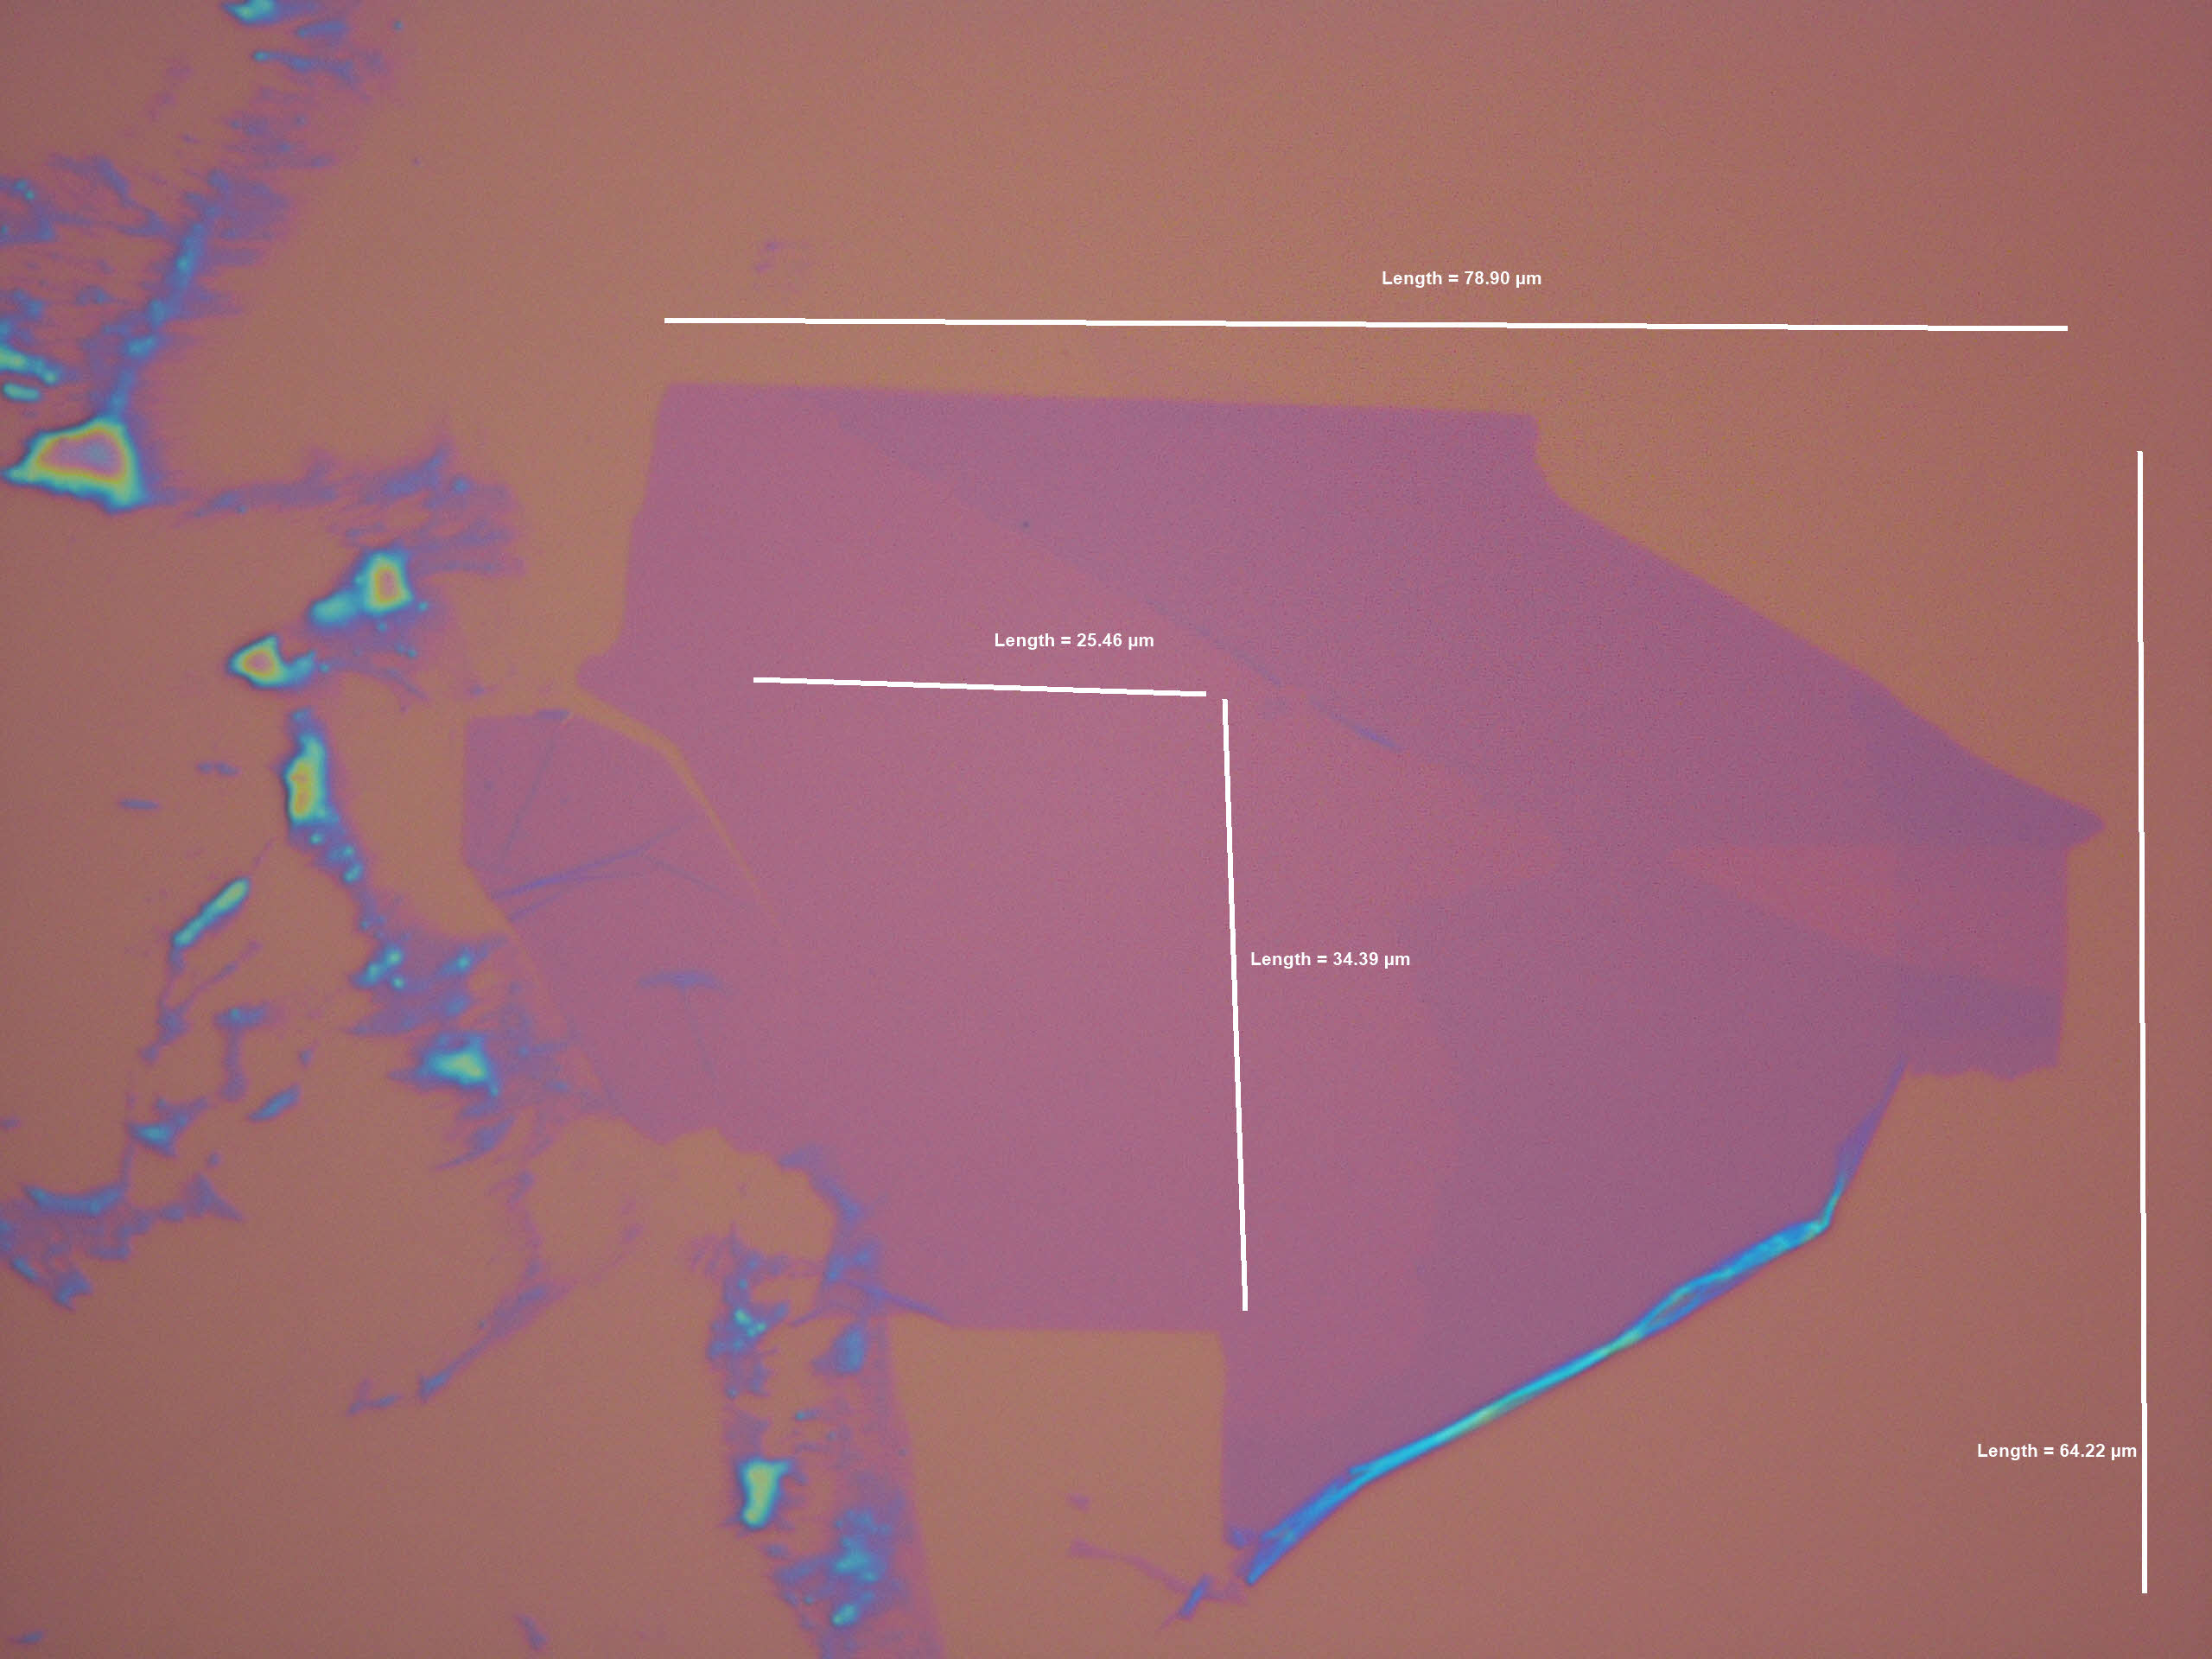 Length = 78.90 µm
Length = 25.46 µm
Length = 34.39 µm
Length = 64.22 µm